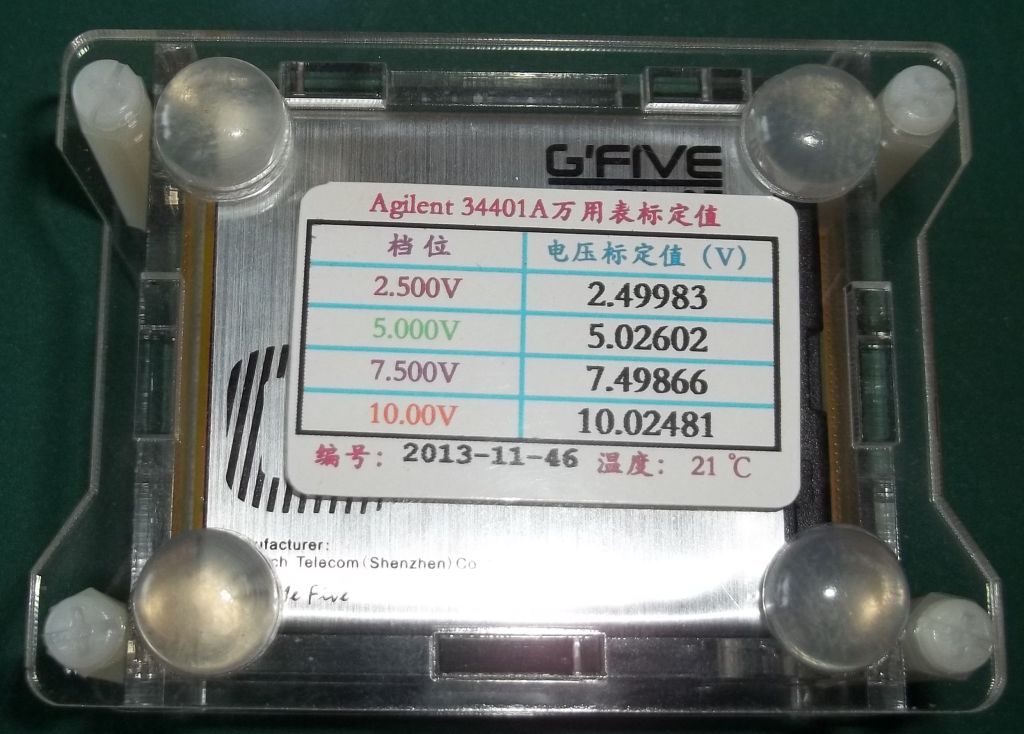 G'FIVE
Agilent 34401A万用表标定值
档位 电压标定值（V）
2.500V 2.49983
5.000V 5.02602
7.500V 7.49866
10.00V 10.02481
编号： 2013-11-46 温度： 21 ℃
ufacturer:
ch Telecom(Shenzhen)Co
Five